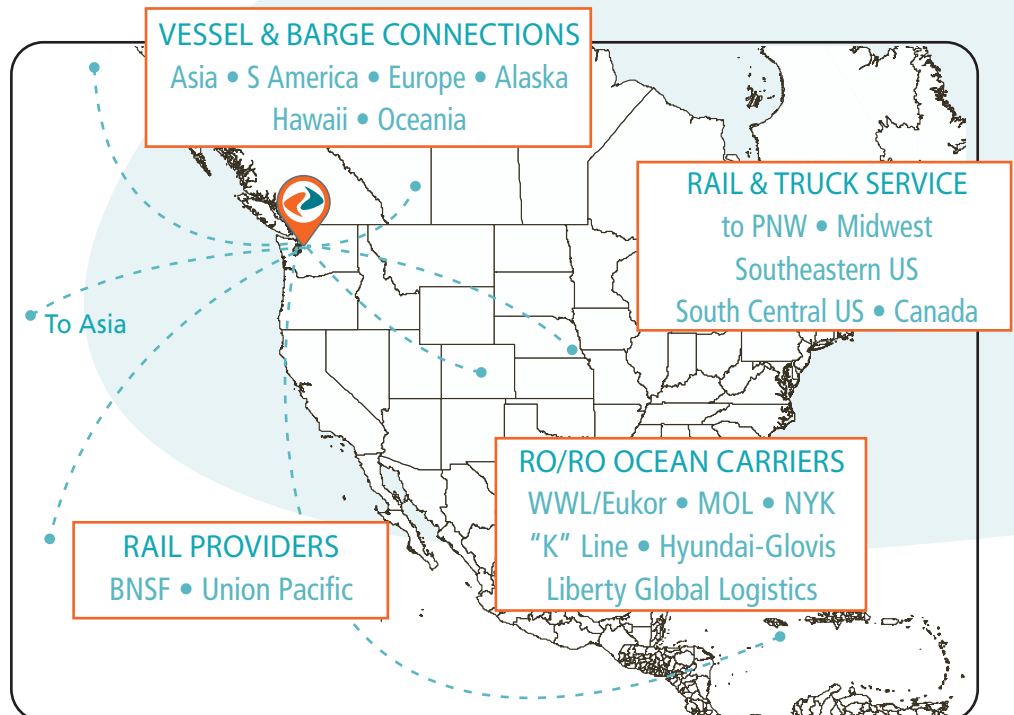 VESSEL & BARGE CONNECTIONS
Asia • S America • Europe • Alaska
Hawaii • Oceania
RAIL & TRUCK SERVICE
to PNW • Midwest
Southeastern US
South Central US • Canada
To Asia
RO/RO OCEAN CARRIERS
WWL/Eukor • MOL • NYK
"K" Line • Hyundai-Glovis
Liberty Global Logistics
RAIL PROVIDERS
BNSF • Union Pacific